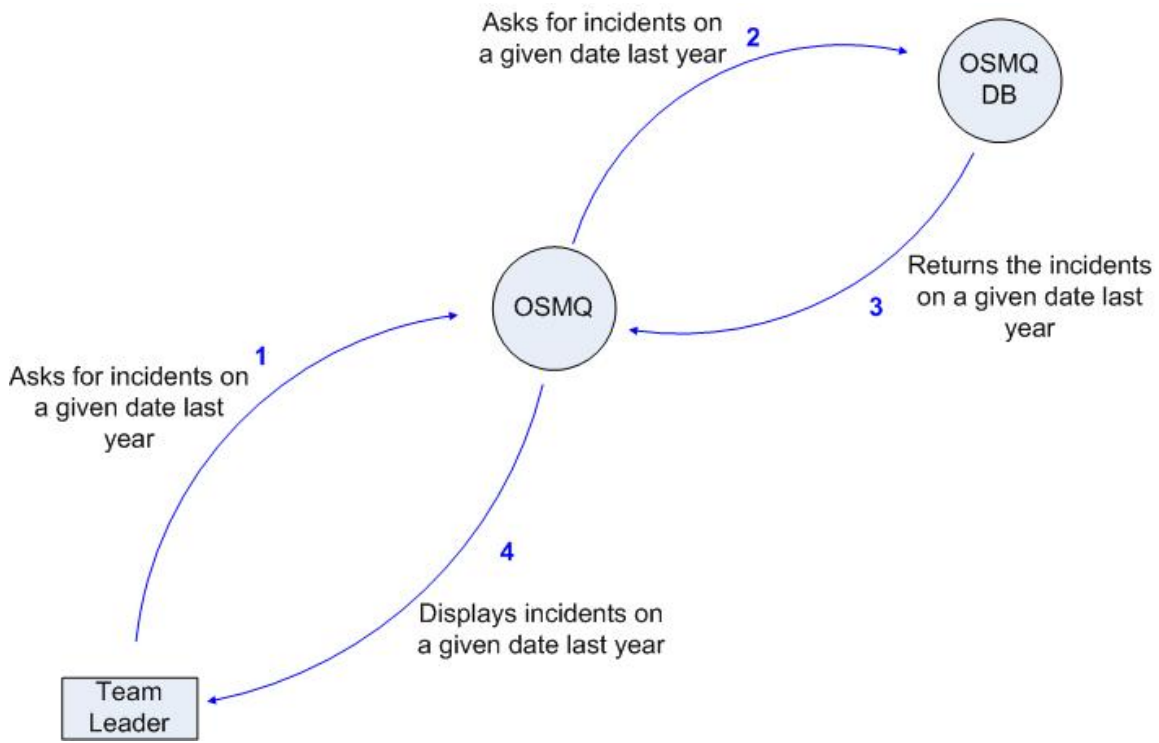 Asks for incidents on
a given date last year
2
OSMQ
DB
Returns the incidents
on a given date last
year
3
OSMQ
1
Asks for incidents on
a given date last
year
4
Displays incidents on
a given date last year
Team
Leader